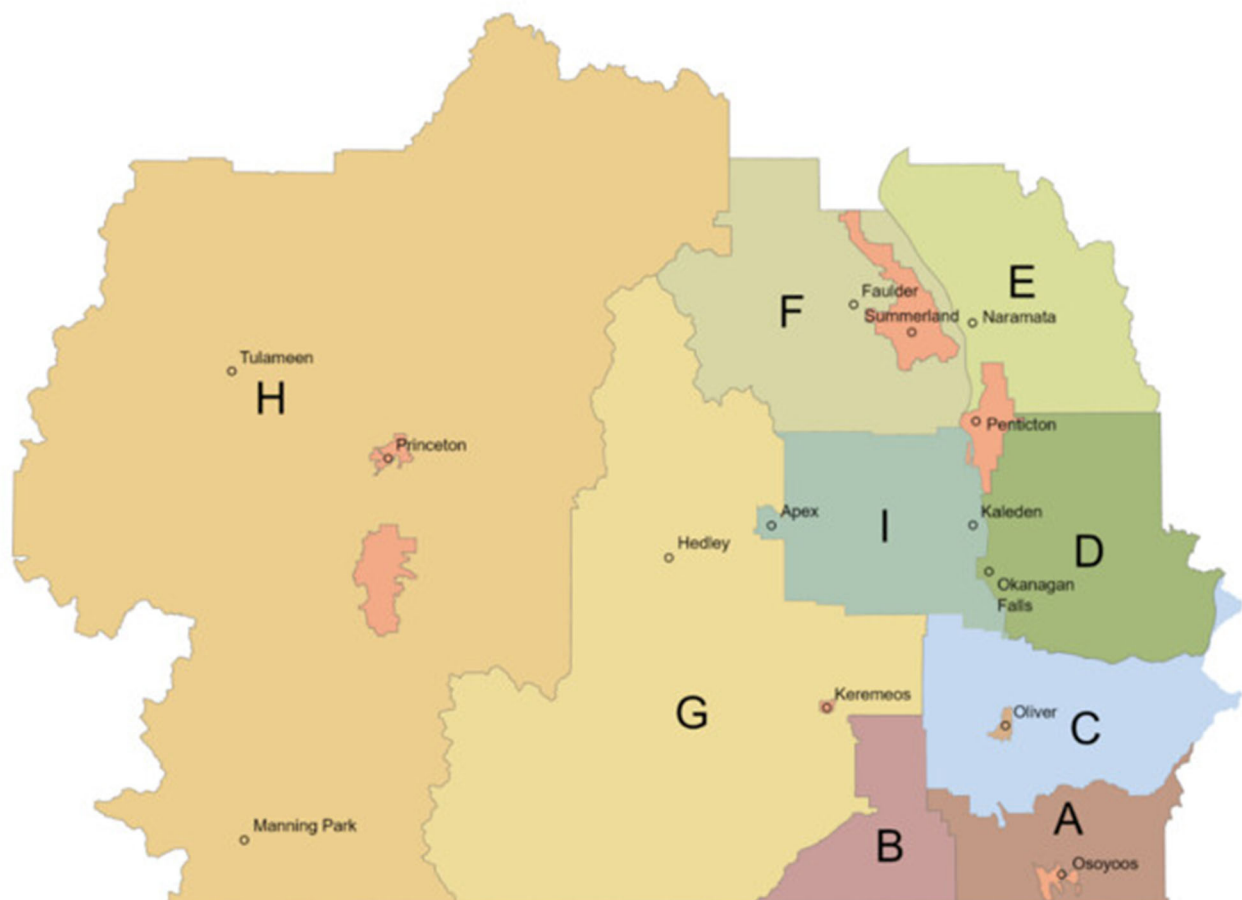 E
Faulder
F
Summerland
Naramata
Tulameen
H
Penticton
Princeton
Apex
Kaleden
I
Hedley
D
Okanagan
Falls
Keremeos
G
Oliver
C
Manning Park
A
B
Osoyoos